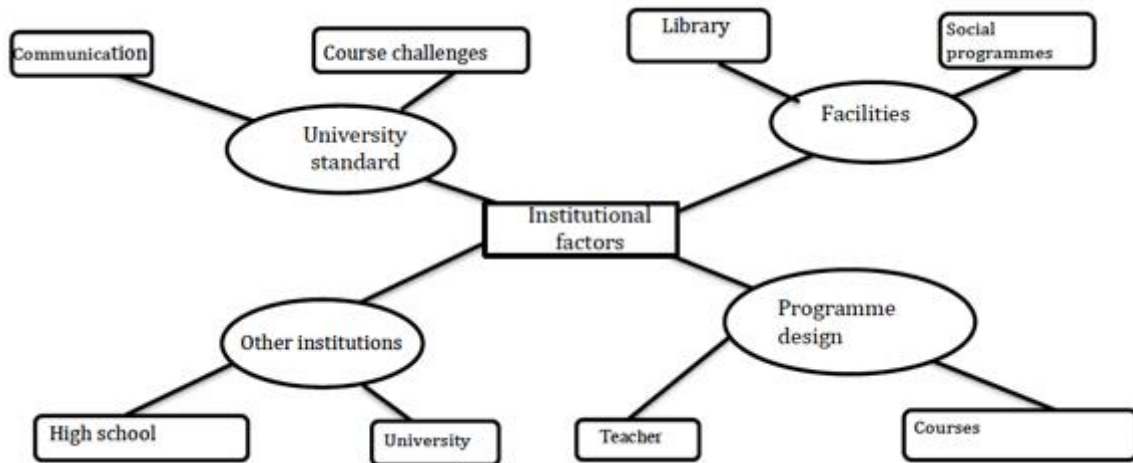 Communication
Course challenges
Library
Social
programmes
University
standard
Facilities
Institutional
factors
Other institutions
Programme
design
High school
University
Teacher
Courses